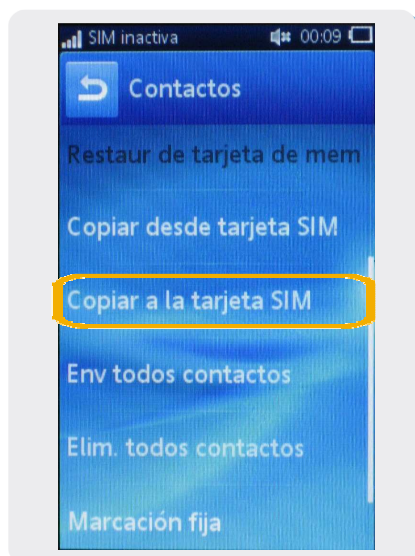 SIM inactiva 00:09
Contactos
Restaur de tarjeta de mem
Copiar desde tarjeta SIM
Copiar a la tarjeta SIM
Env todos contactos
Elim. todos contactos
Marcación fija